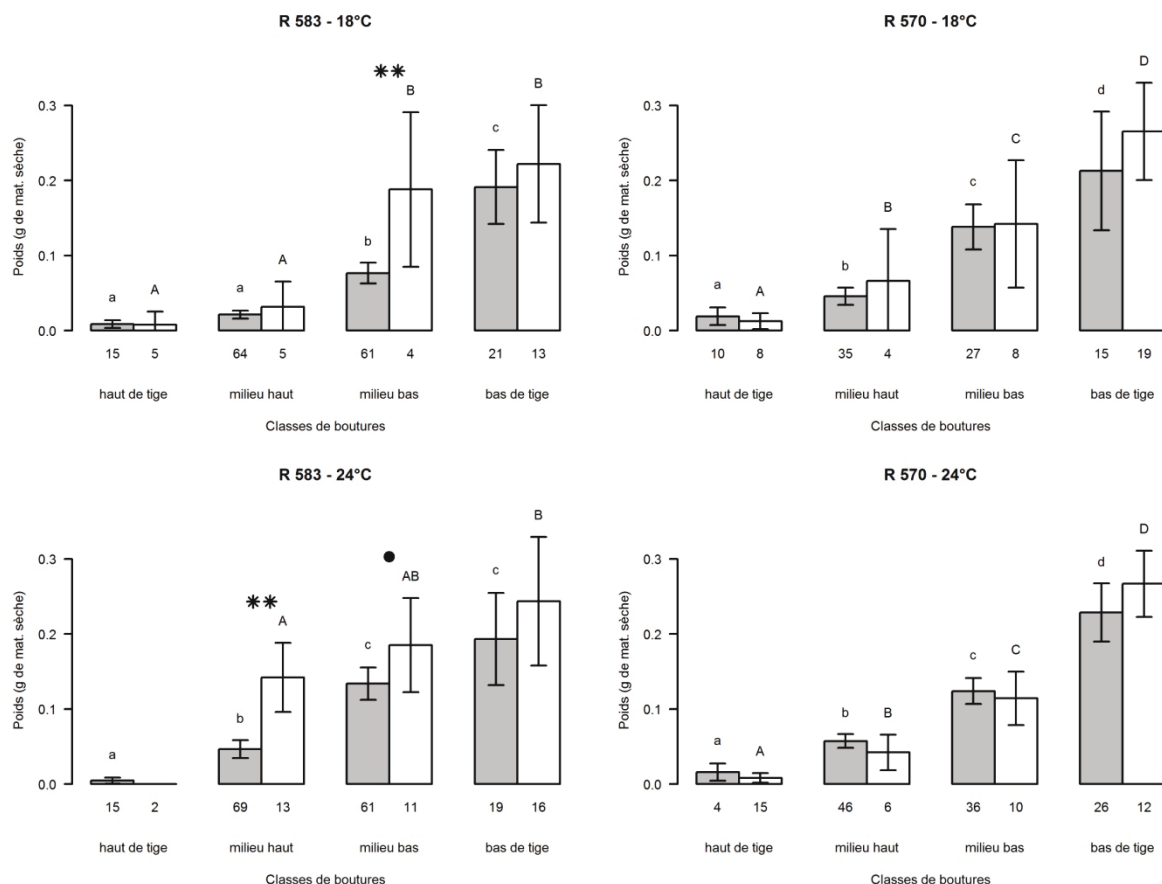 R 583 - 18°C
Poids (g de mat. sèche)
0.3
0.2
0.1
0.0
a A a A b B c B
**
15 5 64 5 61 4 21 13
haut de tige milieu haut milieu bas bas de tige
Classes de boutures
R 570 - 18°C
Poids (g de mat. sèche)
0.3
0.2
0.1
0.0
a A b B c C d D
10 8 35 4 27 8 15 19
haut de tige milieu haut milieu bas bas de tige
Classes de boutures
R 583 - 24°C
Poids (g de mat. sèche)
0.3
0.2
0.1
0.0
** •
a b A c AB c B
15 2 69 13 61 11 19 16
haut de tige milieu haut milieu bas bas de tige
Classes de boutures
R 570 - 24°C
Poids (g de mat. sèche)
0.3
0.2
0.1
0.0
a A b B c C d D
4 15 46 6 36 10 26 12
haut de tige milieu haut milieu bas bas de tige
Classes de boutures